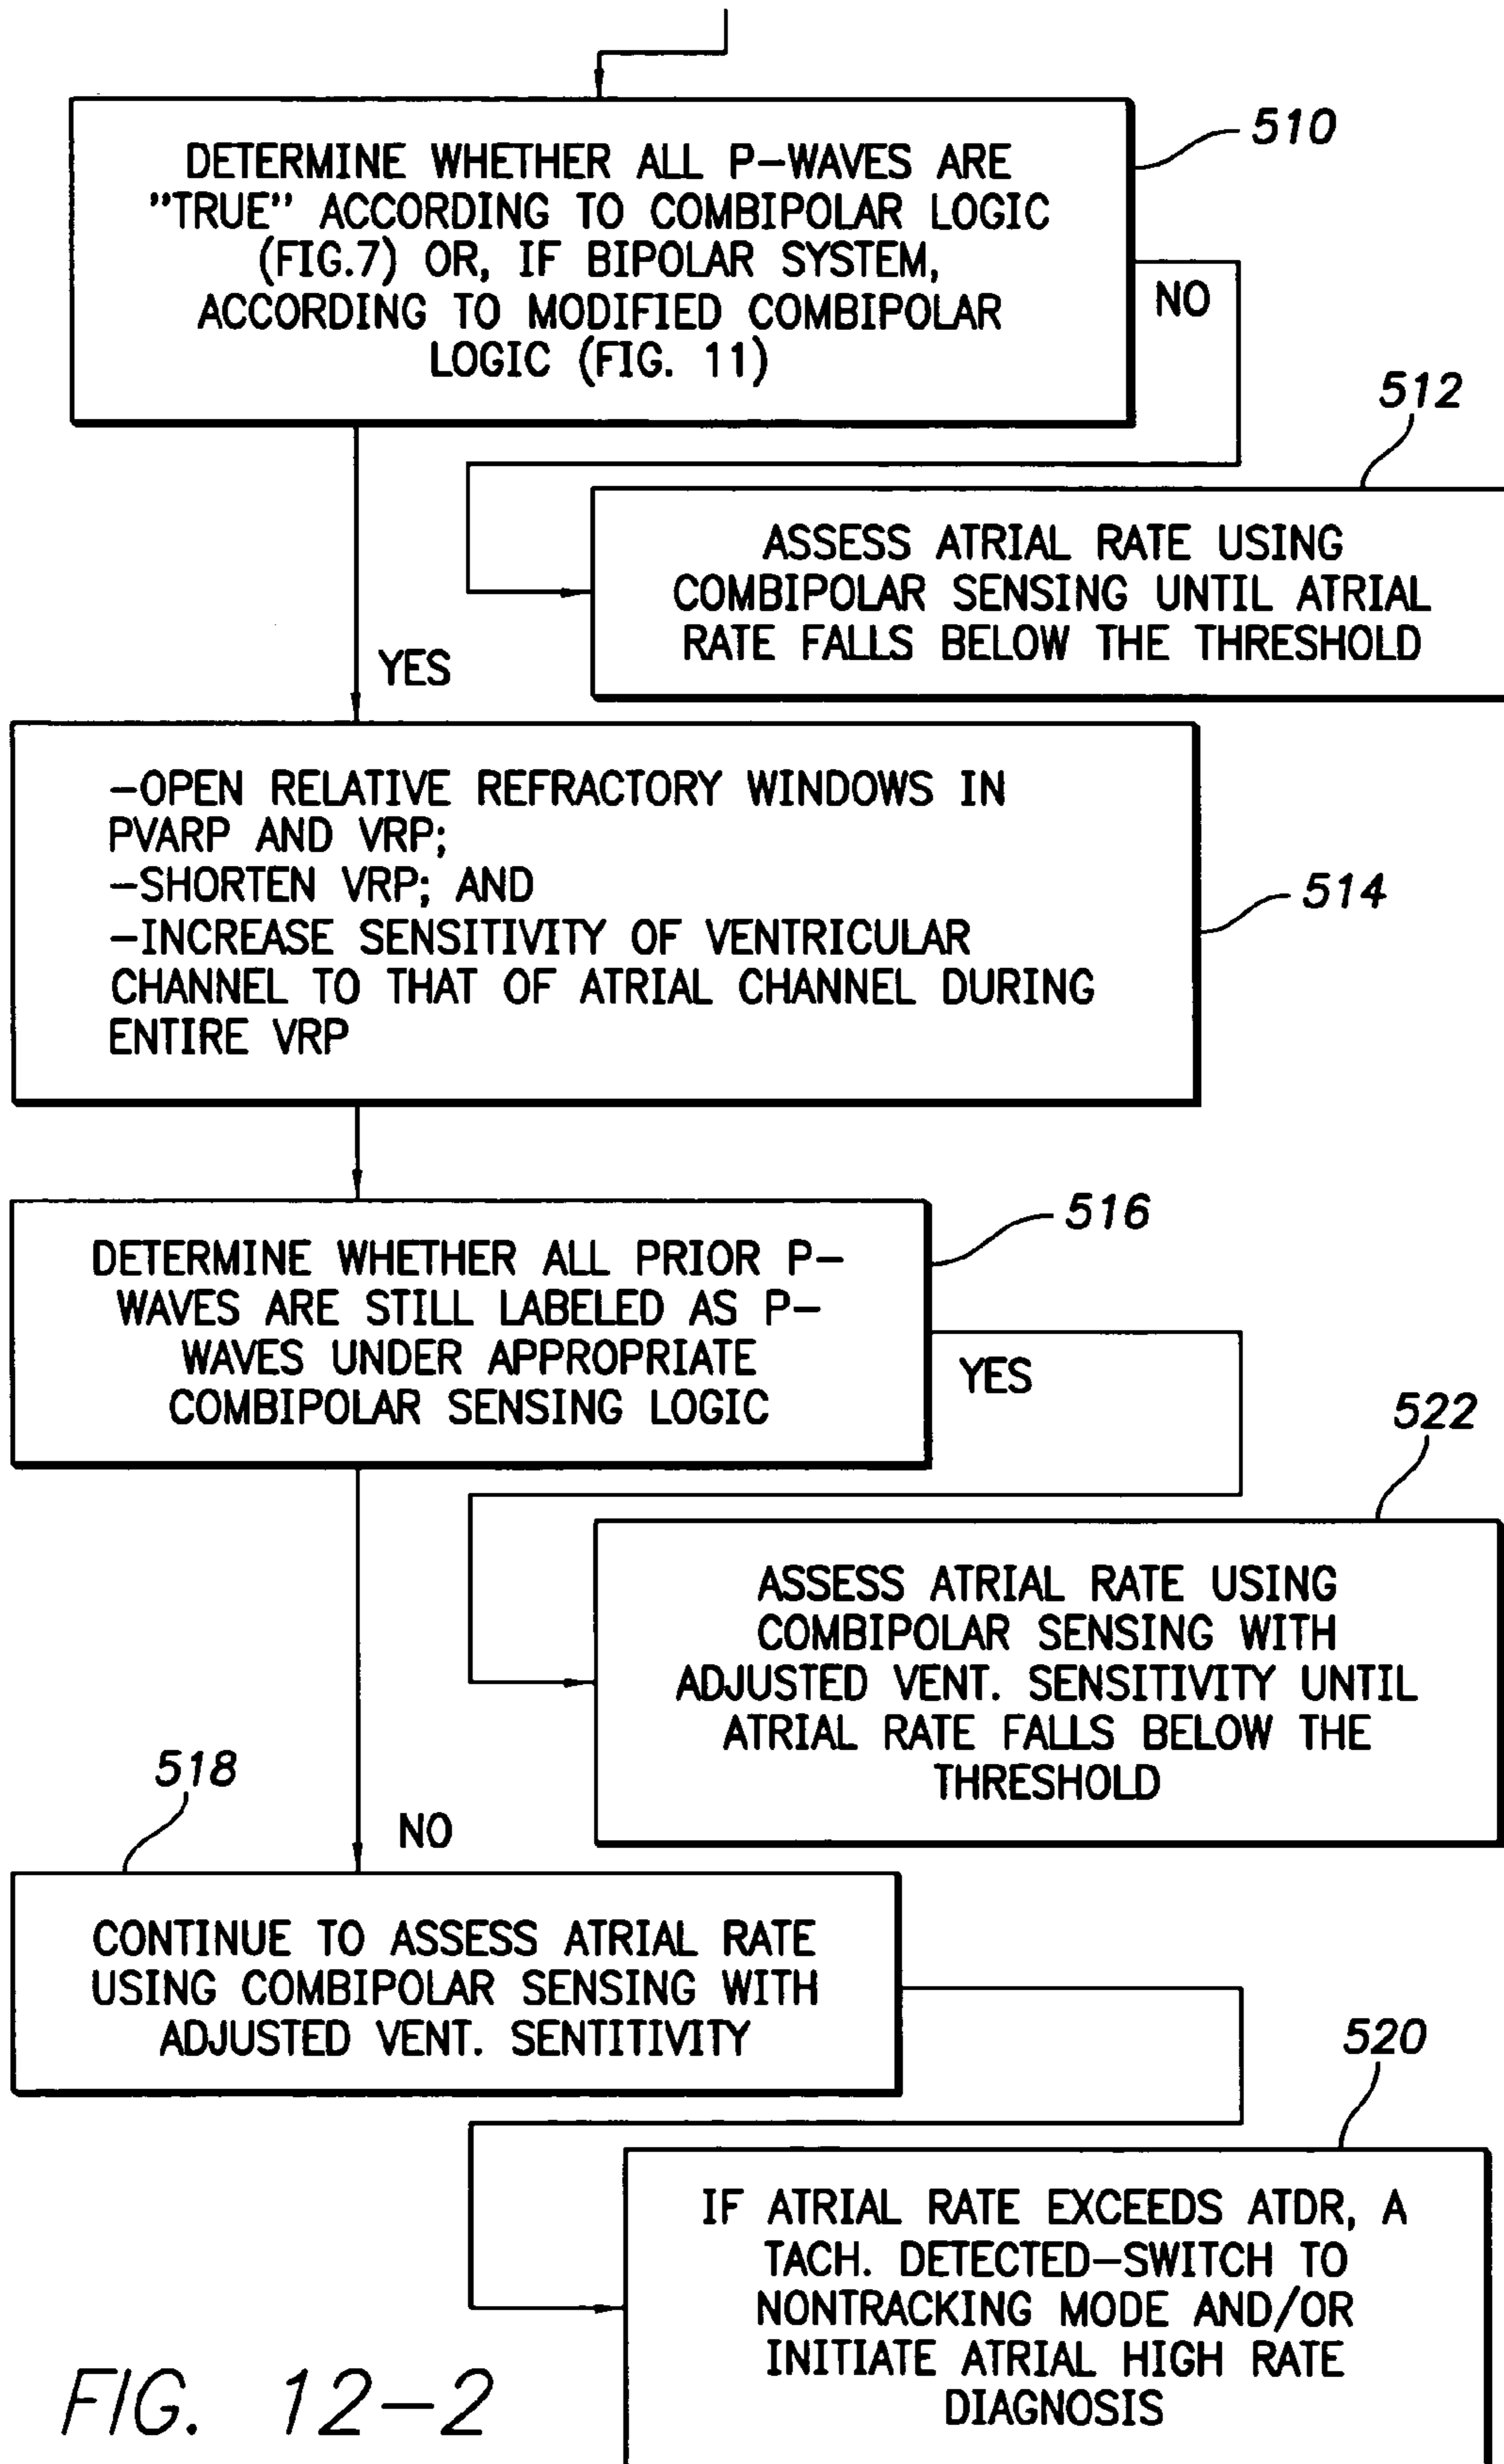 510
DETERMINE WHETHER ALL P-WAVES ARE
"TRUE" ACCORDING TO COMBIPOLAR LOGIC
(FIG.7) OR, IF BIPOLAR SYSTEM,
ACCORDING TO MODIFIED COMBIPOLAR
LOGIC (FIG. 11)
NO
512
ASSESS ATRIAL RATE USING
COMBIPOLAR SENSING UNTIL ATRIAL
RATE FALLS BELOW THE THRESHOLD
YES
-OPEN RELATIVE REFRACTORY WINDOWS IN
PVARP AND VRP;
-SHORTEN VRP; AND
-INCREASE SENSITIVITY OF VENTRICULAR
CHANNEL TO THAT OF ATRIAL CHANNEL DURING
ENTIRE VRP
514
516
DETERMINE WHETHER ALL PRIOR P-
WAVES ARE STILL LABELED AS P-
WAVES UNDER APPROPRIATE
COMBIPOLAR SENSING LOGIC
YES
522
ASSESS ATRIAL RATE USING
COMBIPOLAR SENSING WITH
ADJUSTED VENT. SENSITIVITY UNTIL
ATRIAL RATE FALLS BELOW THE
THRESHOLD
518
NO
CONTINUE TO ASSESS ATRIAL RATE
USING COMBIPOLAR SENSING WITH
ADJUSTED VENT. SENTITIVITY
520
IF ATRIAL RATE EXCEEDS ATDR, A
TACH. DETECTED-SWITCH TO
NONTRACKING MODE AND/OR
INITIATE ATRIAL HIGH RATE
DIAGNOSIS
FIG. 12-2